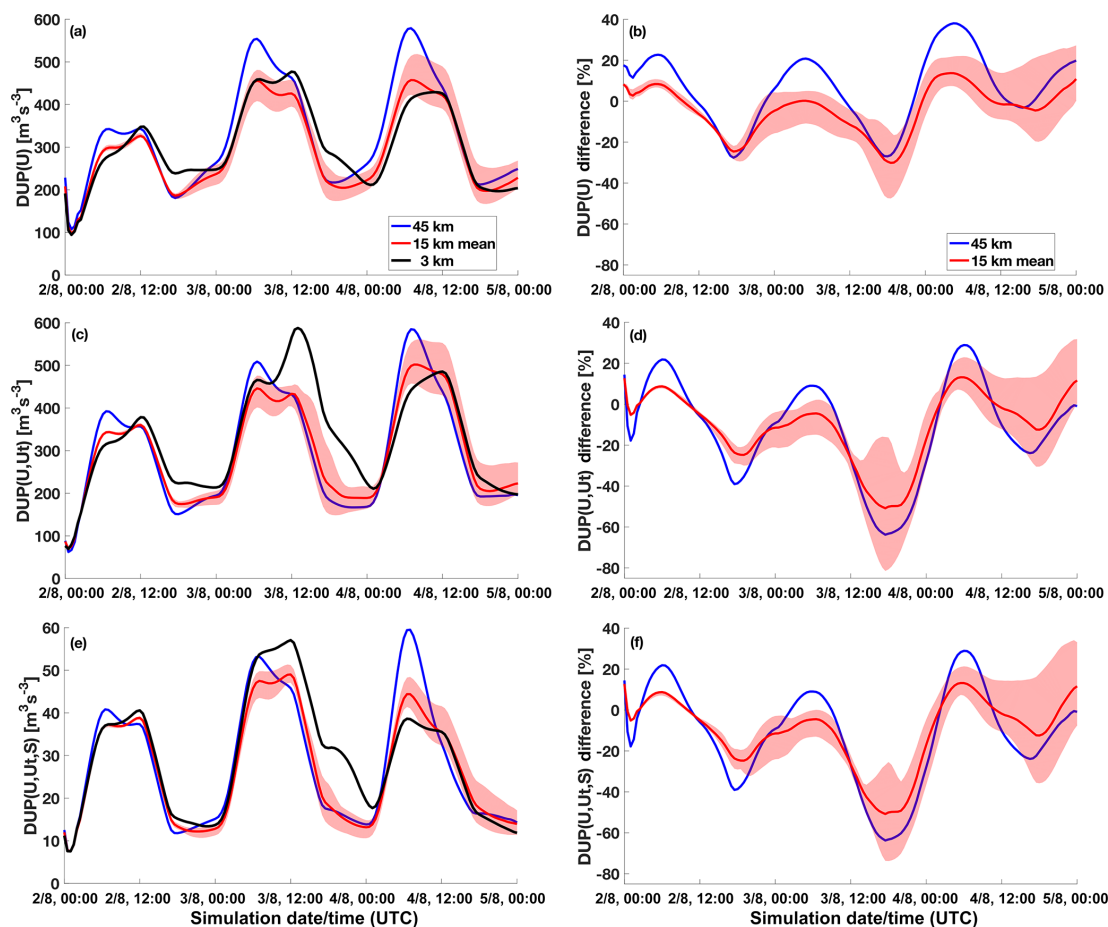 (a)
DUP(U) [m³s⁻³]
600
500
400
300
200
100
0
45 km
15 km mean
3 km
2/8, 00:00 2/8, 12:00 3/8, 00:00 3/8, 12:00 4/8, 00:00 4/8, 12:00 5/8, 00:00
(b)
DUP(U) difference [%]
40
20
0
-20
-40
-60
-80
45 km
15 km mean
2/8, 00:00 2/8, 12:00 3/8, 00:00 3/8, 12:00 4/8, 00:00 4/8, 12:00 5/8, 00:00
(c)
DUP(U,Ut) [m³s⁻³]
600
500
400
300
200
100
0
2/8, 00:00 2/8, 12:00 3/8, 00:00 3/8, 12:00 4/8, 00:00 4/8, 12:00 5/8, 00:00
(d)
DUP(U,Ut) difference [%]
40
20
0
-20
-40
-60
-80
2/8, 00:00 2/8, 12:00 3/8, 00:00 3/8, 12:00 4/8, 00:00 4/8, 12:00 5/8, 00:00
(e)
DUP(U,Ut,S) [m³s⁻³]
60
50
40
30
20
10
0
2/8, 00:00 2/8, 12:00 3/8, 00:00 3/8, 12:00 4/8, 00:00 4/8, 12:00 5/8, 00:00
Simulation date/time (UTC)
(f)
DUP(U,Ut,S) difference [%]
40
20
0
-20
-40
-60
-80
2/8, 00:00 2/8, 12:00 3/8, 00:00 3/8, 12:00 4/8, 00:00 4/8, 12:00 5/8, 00:00
Simulation date/time (UTC)